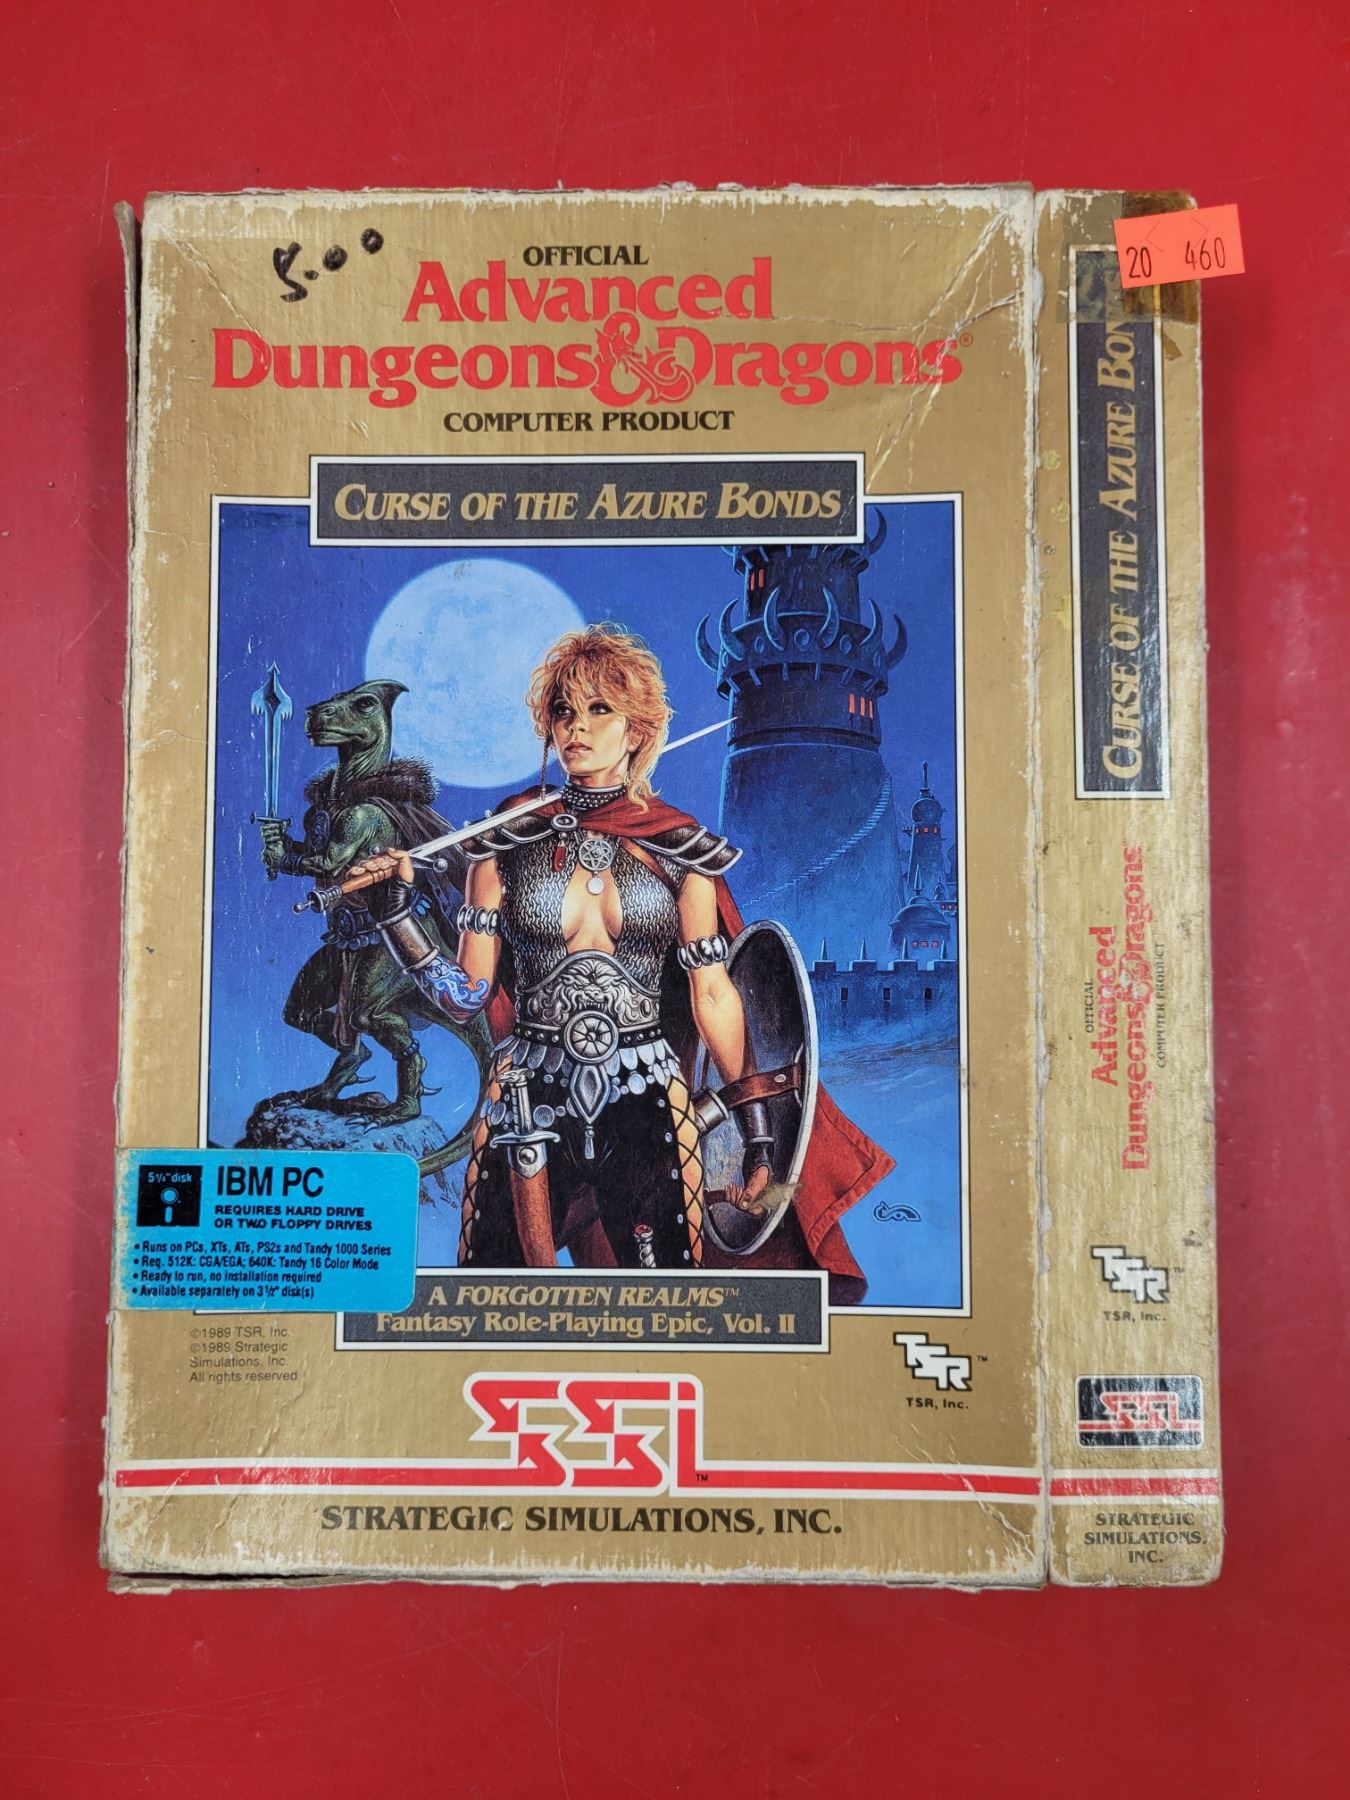 5.00
OFFICIAL
Advanced
Dungeons & Dragons®
COMPUTER PRODUCT
CURSE OF THE AZURE BONDS
5¼" disk
IBM PC
REQUIRES HARD DRIVE
OR TWO FLOPPY DRIVES
• Runs on PCs, XTs, ATs, PS2s and Tandy 1000 Series
• Req. 512K: CGA/EGA; 640K: Tandy 16 Color Mode
• Ready to run, no installation required
• Available separately on 3½" disk(s)
A FORGOTTEN REALMS™
Fantasy Role-Playing Epic, Vol. II
©1989 TSR, Inc.
©1989 Strategic
Simulations, Inc.
All rights reserved
TSR™
TSR, Inc.
SSI™
STRATEGIC SIMULATIONS, INC.
20 460
CURSE OF THE AZURE BON
OFFICIAL
Advanced
Dungeons & Dragons®
COMPUTER PRODUCT
TSR™
TSR, Inc.
SSI
STRATEGIC
SIMULATIONS,
INC.